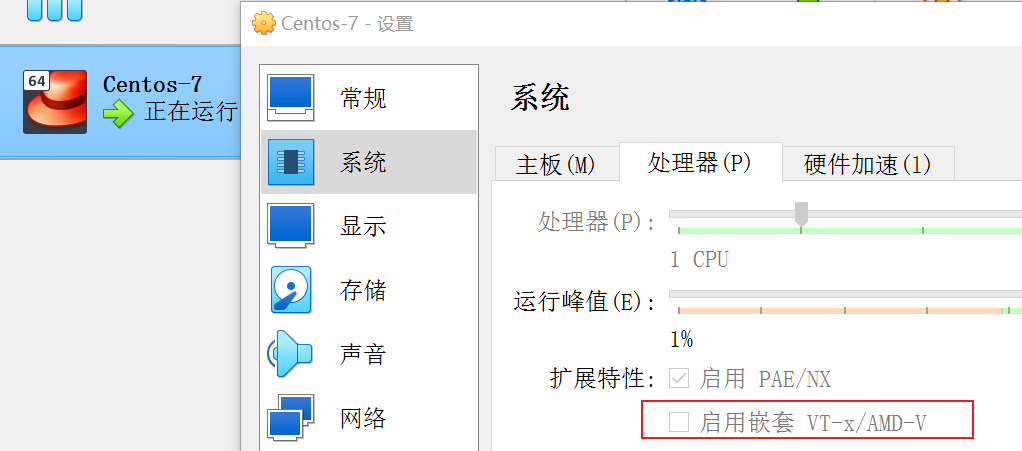 Centos-7 - 设置
64
Centos-7
正在运行
常规
系统
显示
存储
声音
网络
系统
主板(M)
处理器(P)
硬件加速(1)
处理器(P):
1 CPU
运行峰值(E):
1%
扩展特性:
启用 PAE/NX
启用嵌套 VT-x/AMD-V